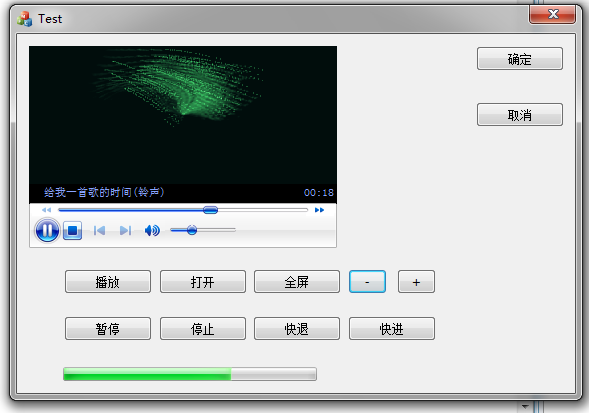 Test
确定
取消
给我一首歌的时间(铃声) 00:18
播放 打开 全屏 - +
暂停 停止 快退 快进